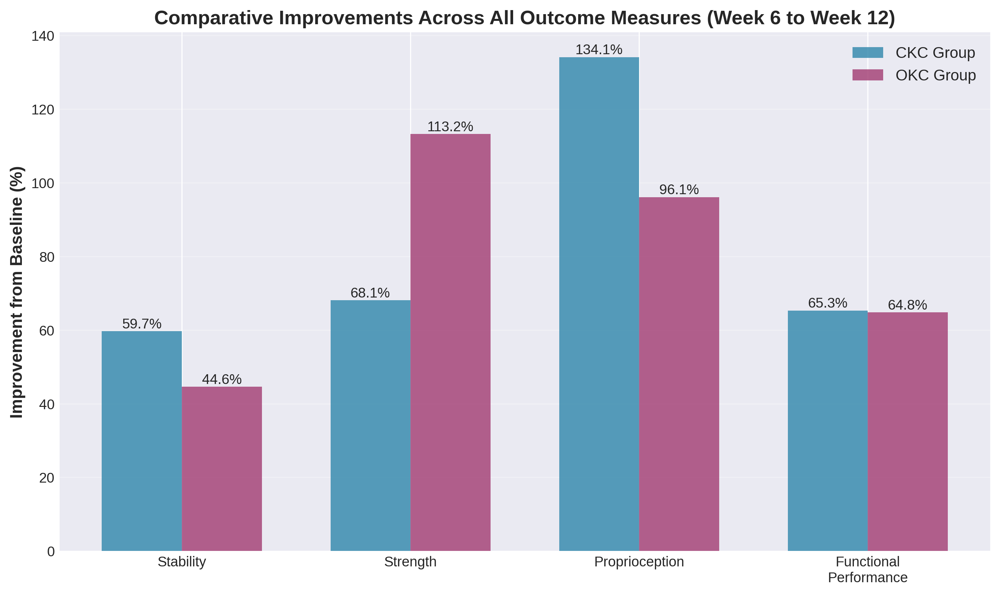 Comparative Improvements Across All Outcome Measures (Week 6 to Week 12)
Improvement from Baseline (%)
140
120
100
80
60
40
20
0
CKC Group
OKC Group
59.7%
44.6%
68.1%
113.2%
134.1%
96.1%
65.3%
64.8%
Stability
Strength
Proprioception
Functional
Performance